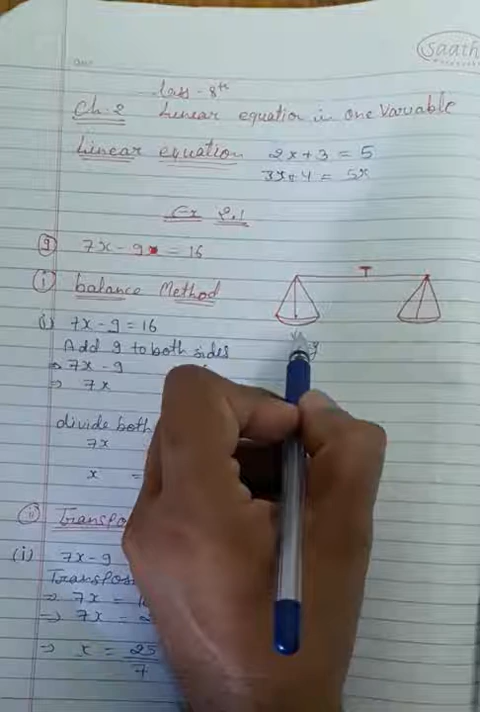 Saath
Class - 8th
Ch-2 Linear equation in one Variable
Linear equation 2x+3 = 5
3x+4 = 5x
Ex 2.1
Q 7x - 9 = 16
(i) balance Method
(i) 7x - 9 = 16
Add 9 to both sides
⇒ 7x - 9
⇒ 7x
divide both
7x
x =
(ii) Transpo
(i) 7x - 9
Transpos
⇒ 7x = 1
⇒ 7x = 2
⇒ x = 25/7